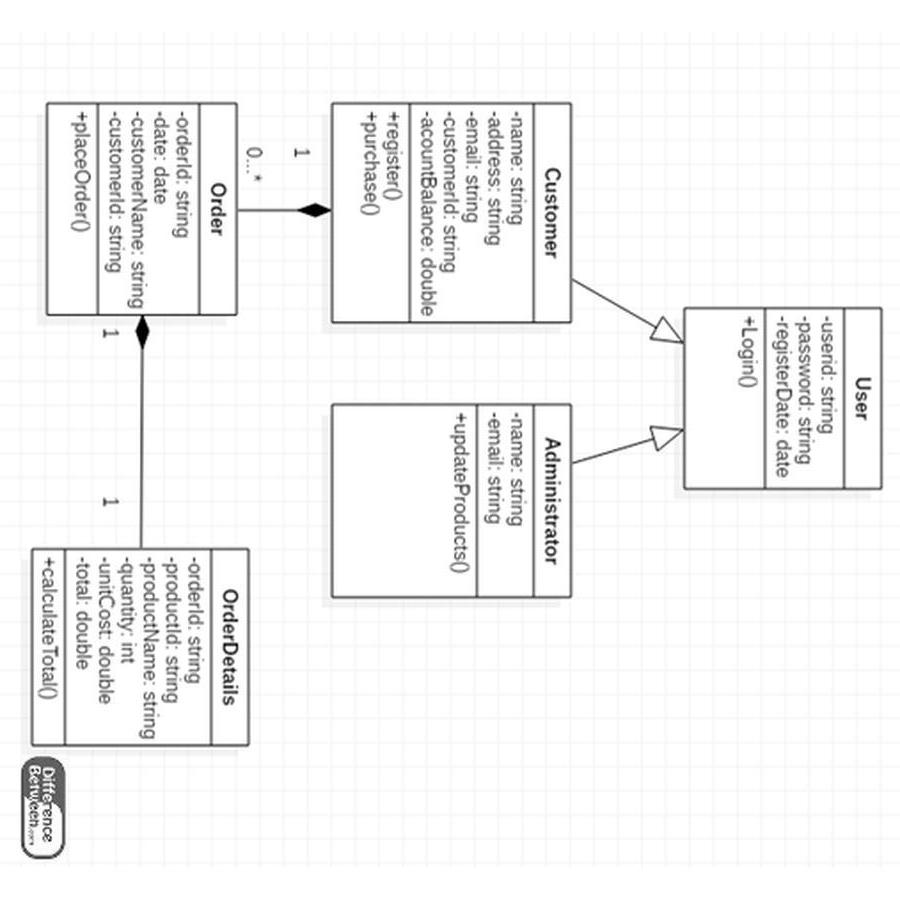 User
-userid: string
-password: string
-registerDate: date
+Login()
Customer
-name: string
-address: string
-email: string
-customerId: string
-acountBalance: double
+register()
+purchase()
Administrator
-name: string
-email: string
+updateProducts()
1
0...*
Order
-orderId: string
-date: date
-customerName: string
-customerId: string
+placeOrder()
1
1
OrderDetails
-orderId: string
-productId: string
-productName: string
-quantity: int
-unitCost: double
-total: double
+calculateTotal()
Difference
Between.com